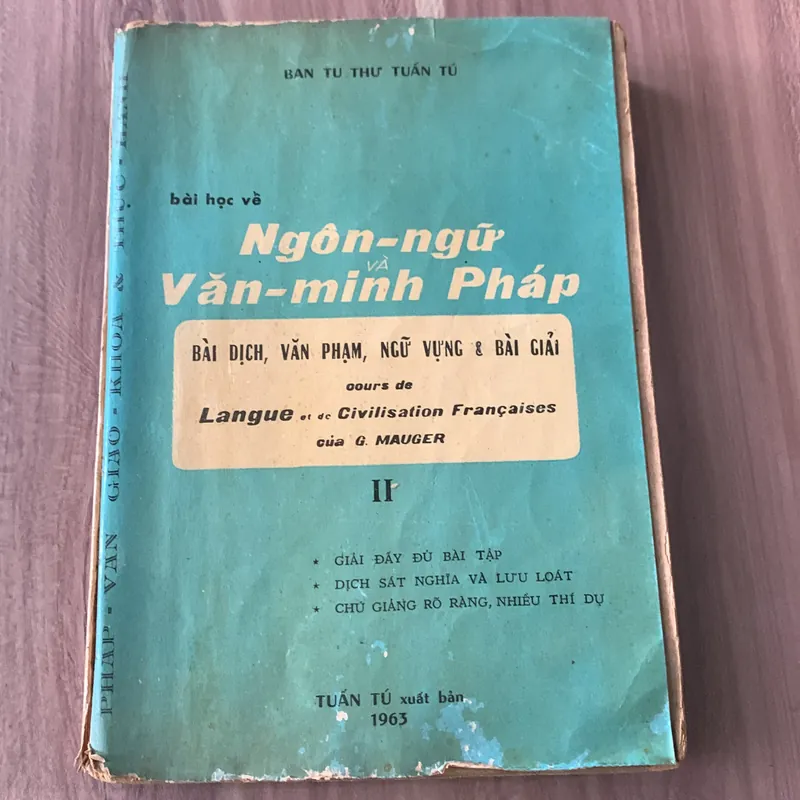 BAN TU THƯ TUẤN TÚ
bài học về
Ngôn-ngữ
VÀ
Văn-minh Pháp
BÀI DỊCH, VĂN PHẠM, NGỮ VỰNG & BÀI GIẢI
cours de
Langue et de Civilisation Françaises
của G. MAUGER
II
★ GIẢI ĐẦY ĐỦ BÀI TẬP
★ DỊCH SÁT NGHĨA VÀ LƯU LOÁT
★ CHÚ GIẢNG RÕ RÀNG, NHIỀU THÍ DỤ
TUẤN TÚ xuất bản
1963
PHÁP - VĂN GIÁO - KHOA & THỰC -